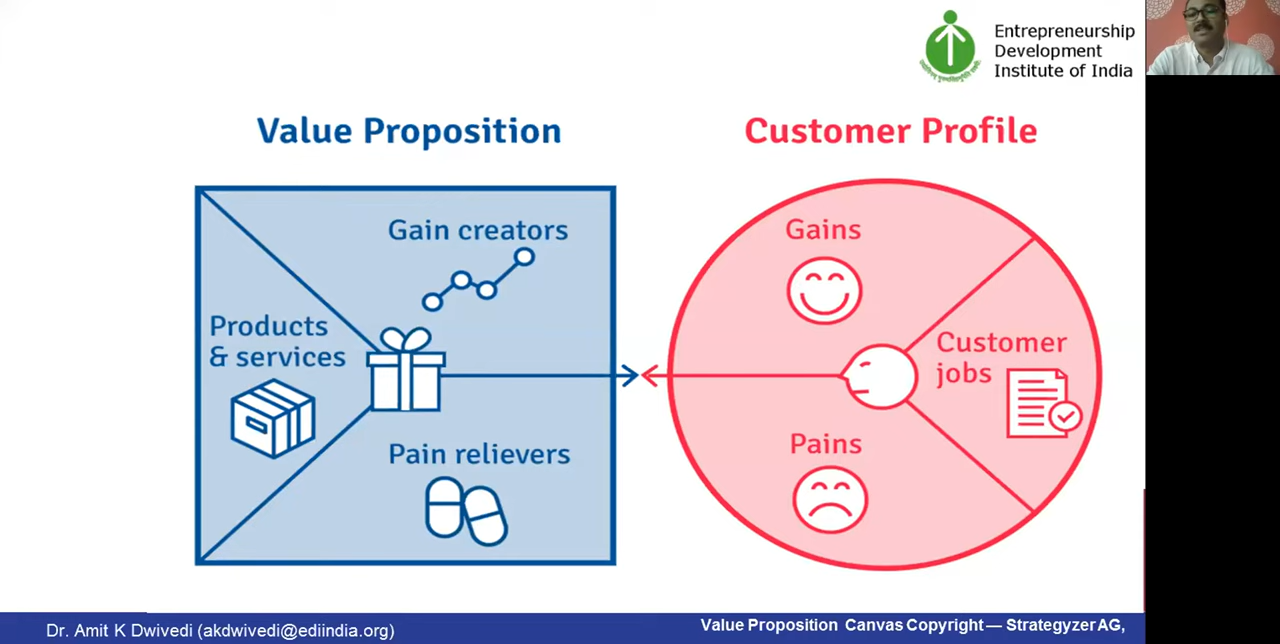 Entrepreneurship
Development
Institute of India
Value Proposition
Customer Profile
Gain creators
Products
& services
Pain relievers
Gains
Customer
jobs
Pains
Dr. Amit K Dwivedi (akdwivedi@ediindia.org)
Value Proposition Canvas Copyright — Strategyzer AG,